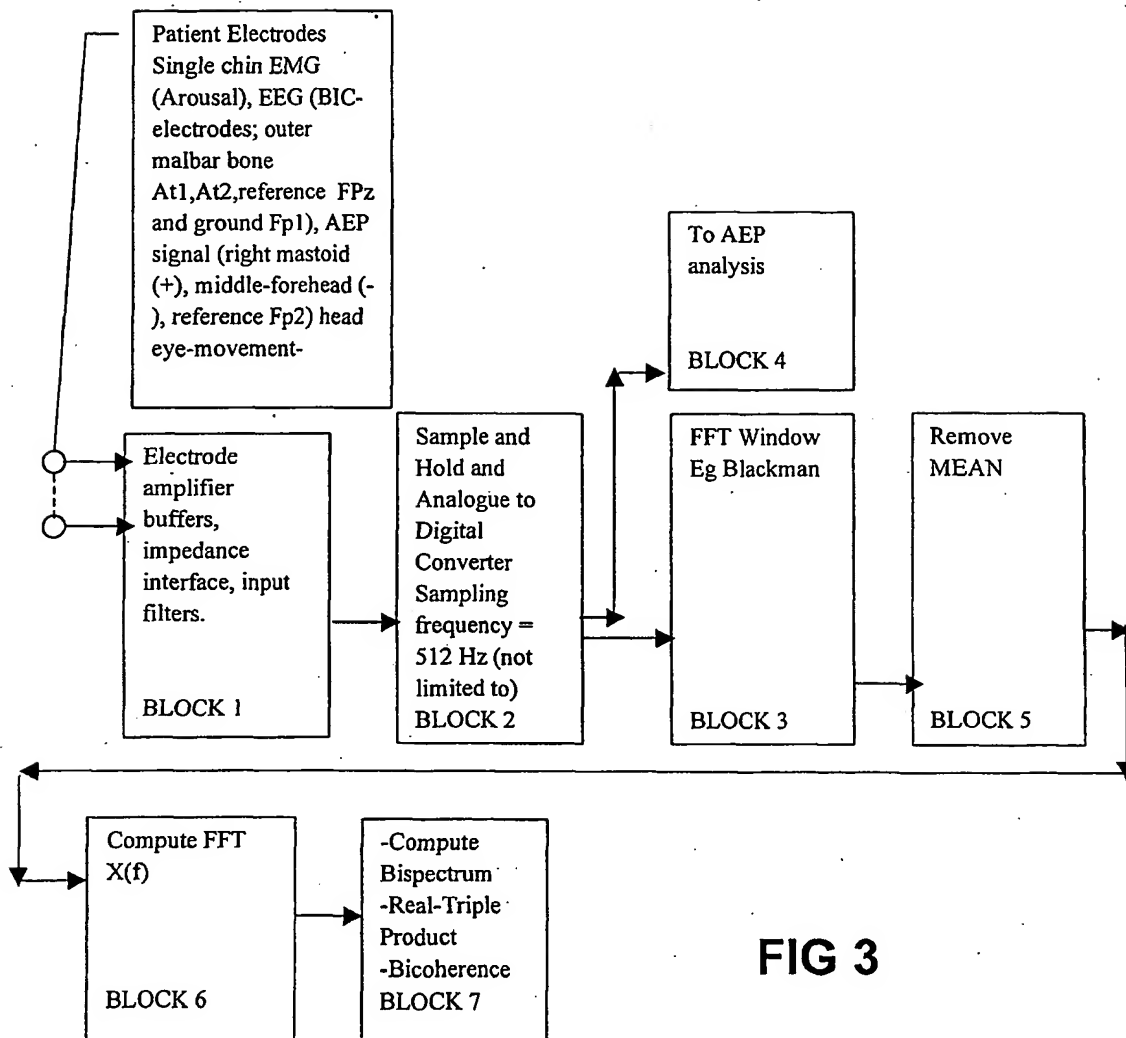 Patient Electrodes
Single chin EMG
(Arousal), EEG (BIC-
electrodes; outer
malbar bone
At1,At2,reference FPz
and ground Fp1), AEP
signal (right mastoid
(+), middle-forehead (-
), reference Fp2) head
eye-movement-
To AEP
analysis
BLOCK 4
Electrode
amplifier
buffers,
impedance
interface, input
filters.
BLOCK 1
Sample and
Hold and
Analogue to
Digital
Converter
Sampling
frequency =
512 Hz (not
limited to)
BLOCK 2
FFT Window
Eg Blackman
BLOCK 3
Remove
MEAN
BLOCK 5
Compute FFT
X(f)
BLOCK 6
-Compute
Bispectrum
-Real-Triple
Product
-Bicoherence
BLOCK 7
FIG 3